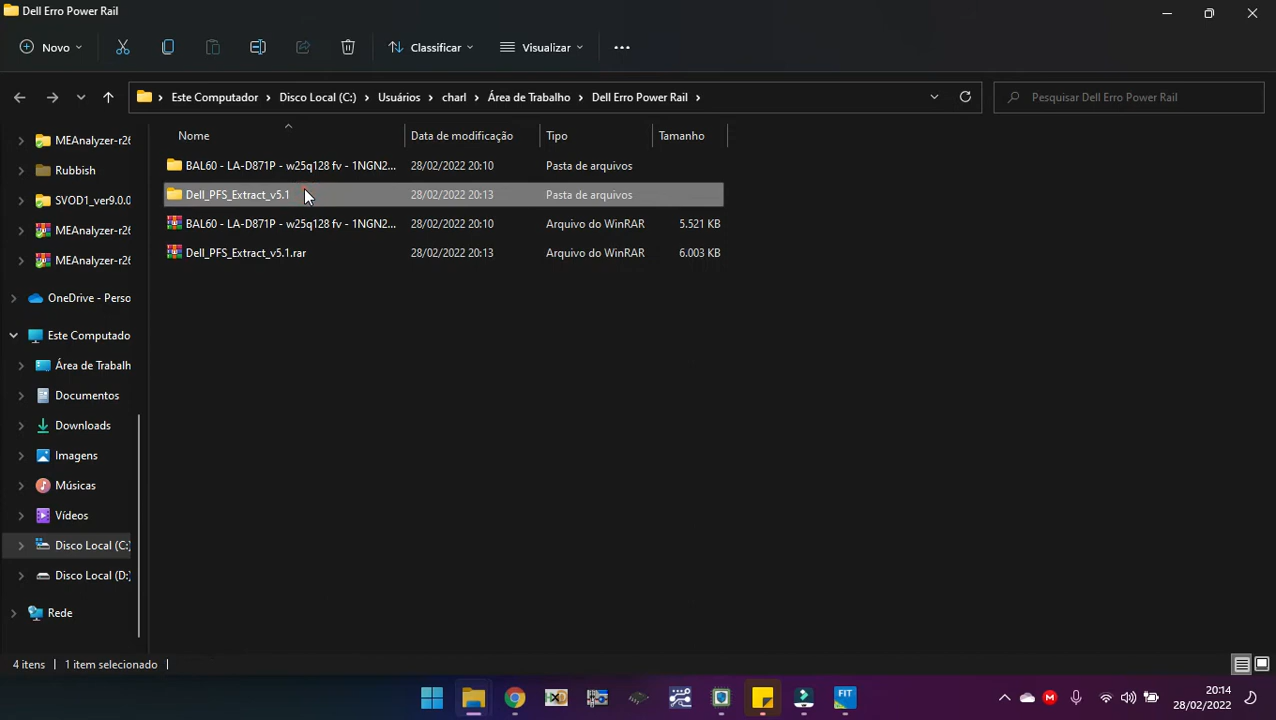 Dell Erro Power Rail
Novo
Classificar
Visualizar
Este Computador > Disco Local (C:) > Usuários > charl > Área de Trabalho > Dell Erro Power Rail >
Pesquisar Dell Erro Power Rail
Nome Data de modificação Tipo Tamanho
BAL60 - LA-D871P - w25q128 fv - 1NGN2... 28/02/2022 20:10 Pasta de arquivos
Dell_PFS_Extract_v5.1 28/02/2022 20:13 Pasta de arquivos
BAL60 - LA-D871P - w25q128 fv - 1NGN2... 28/02/2022 20:10 Arquivo do WinRAR 5.521 KB
Dell_PFS_Extract_v5.1.rar 28/02/2022 20:13 Arquivo do WinRAR 6.003 KB
MEAnalyzer-r26
Rubbish
SVOD1_ver9.0.0
MEAnalyzer-r26
MEAnalyzer-r26
OneDrive - Perso
Este Computado
Área de Trabalh
Documentos
Downloads
Imagens
Músicas
Vídeos
Disco Local (C:)
Disco Local (D:)
Rede
4 itens 1 item selecionado
FIT
20:14
28/02/2022